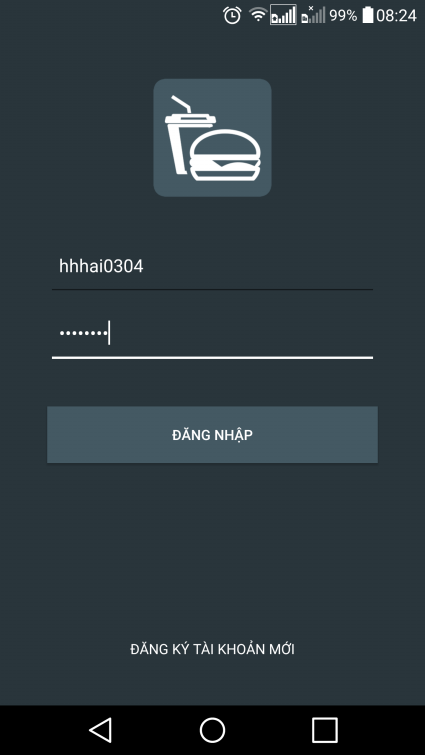 99% 08:24
hhhai0304
••••••••
ĐĂNG NHẬP
ĐĂNG KÝ TÀI KHOẢN MỚI